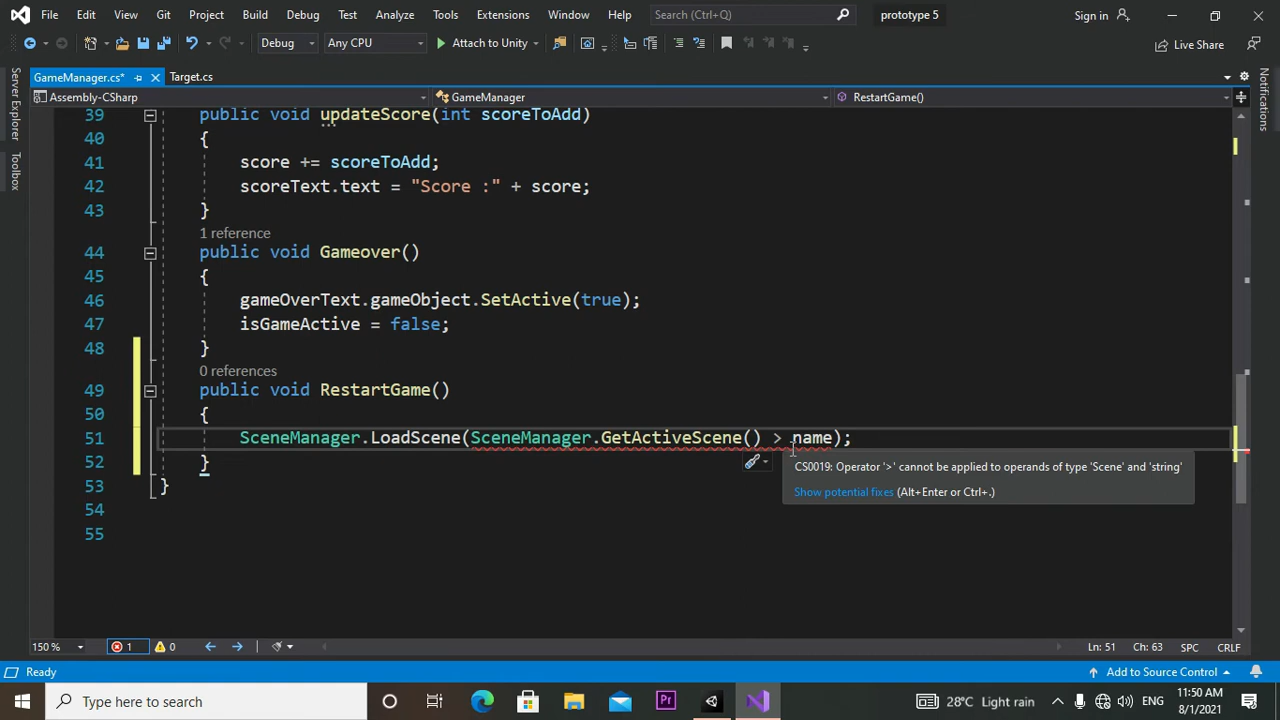 File Edit View Git Project Build Debug Test Analyze Tools Extensions Window Help Search (Ctrl+Q) prototype 5 Sign in
Debug Any CPU Attach to Unity Live Share
GameManager.cs* Target.cs
Assembly-CSharp GameManager RestartGame()
Server Explorer
Toolbox
Notifications
39 public void updateScore(int scoreToAdd)
40 {
41 score += scoreToAdd;
42 scoreText.text = "Score :" + score;
43 }
1 reference
44 public void Gameover()
45 {
46 gameOverText.gameObject.SetActive(true);
47 isGameActive = false;
48 }
0 references
49 public void RestartGame()
50 {
51 SceneManager.LoadScene(SceneManager.GetActiveScene() > name);
52 }
CS0019: Operator '>' cannot be applied to operands of type 'Scene' and 'string'
53 }
Show potential fixes (Alt+Enter or Ctrl+.)
54
55
150 % 1 0 Ln: 51 Ch: 63 SPC CRLF
Ready Add to Source Control
Type here to search Pr 28°C Light rain ENG 11:50 AM
8/1/2021